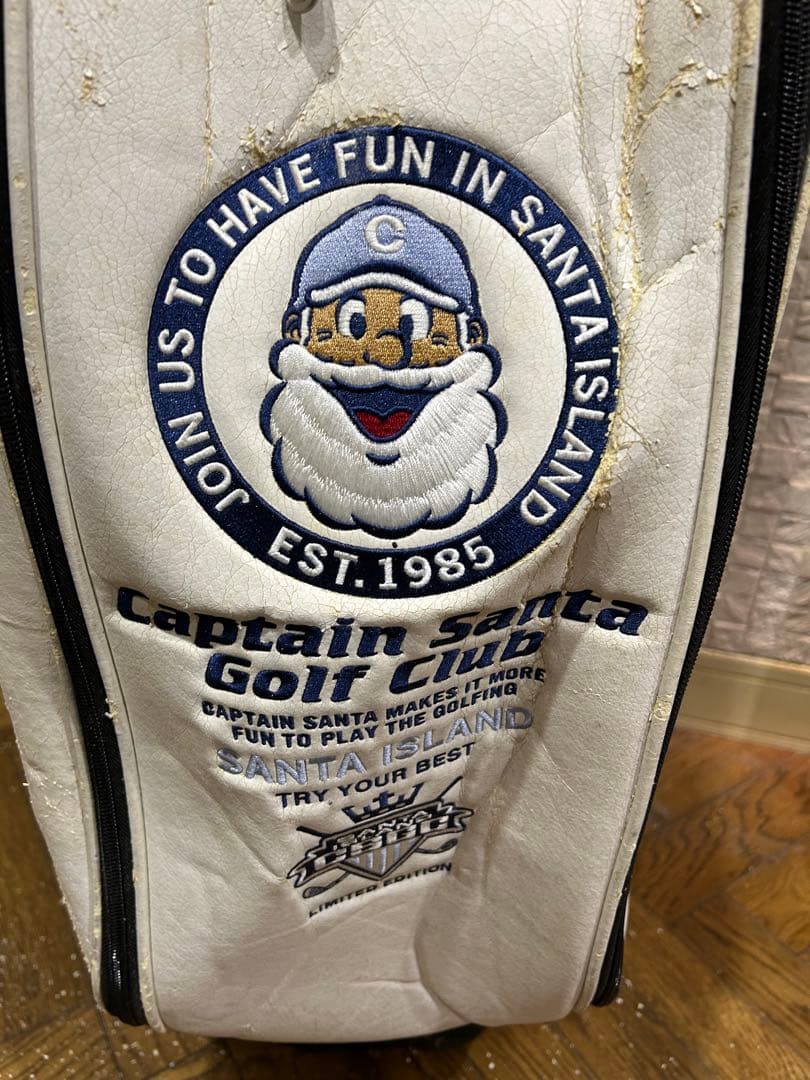 JOIN US TO HAVE FUN IN SANTA ISLAND
C
EST. 1985
Captain Santa
Golf Club
CAPTAIN SANTA MAKES IT MORE
FUN TO PLAY THE GOLFING
SANTA ISLAND
TRY YOUR BEST
LIMITED EDITION